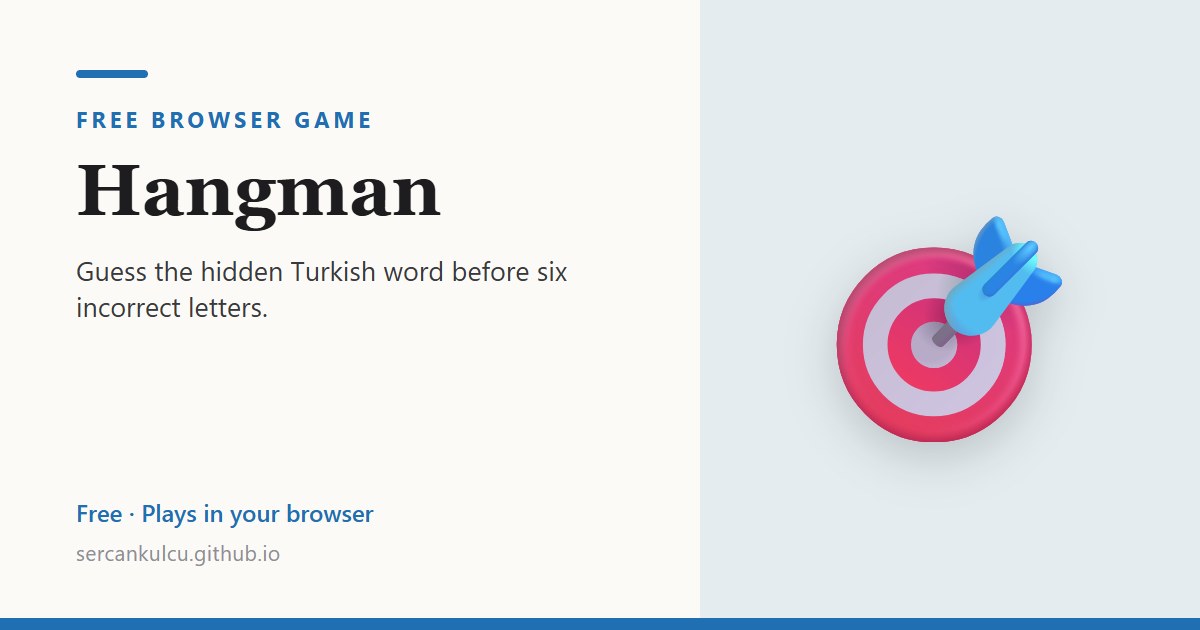 FREE BROWSER GAME
Hangman
Guess the hidden Turkish word before six
incorrect letters.
Free · Plays in your browser
sercankulcu.github.io